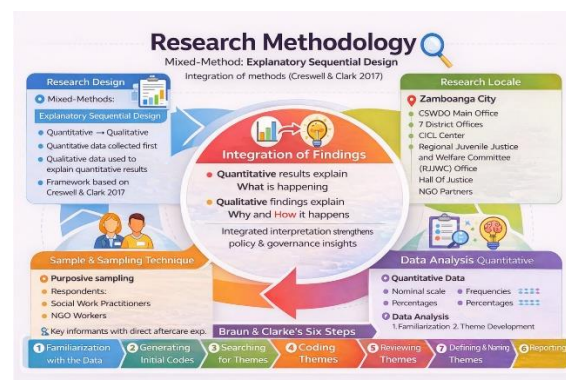 Research Methodology
Mixed-Method: Explanatory Sequential Design
Integration of methods (Creswell & Clark 2017)
Research Design
Mixed-Methods:
Explanatory Sequential Design
Quantitative → Qualitative
Quantitative data collected first
Qualitative data used to
explain quantitative results
Framework based on
Creswell & Clark 2017
Integration of Findings
Quantitative results explain
What is happening
Qualitative findings explain
Why and How it happens
Integrated interpretation strengthens
policy & governance insights
Research Locale
Zamboanga City
CSWDO Main Office
7 District Offices
CICL Center
Regional Juvenile Justice
and Welfare Committee
(RJJWC) Office
Hall Of Justice
NGO Partners
Sample & Sampling Technique
Purposive sampling
Respondents:
Social Work Practitioners
NGO Workers
Key informants with direct aftercare exp.
Data Analysis Quantitative
Quantitative Data
Nominal scale Frequencies
Percentages Percentages
Data Analysis
1. Familiarization 2. Theme Development
Braun & Clarke's Six Steps
1 Familiarization with the Data
2 Generating Initial Codes
3 Searching for Themes
4 Coding Themes
5 Reviewing Themes
7 Defining & Naming Themes
6 Reporting